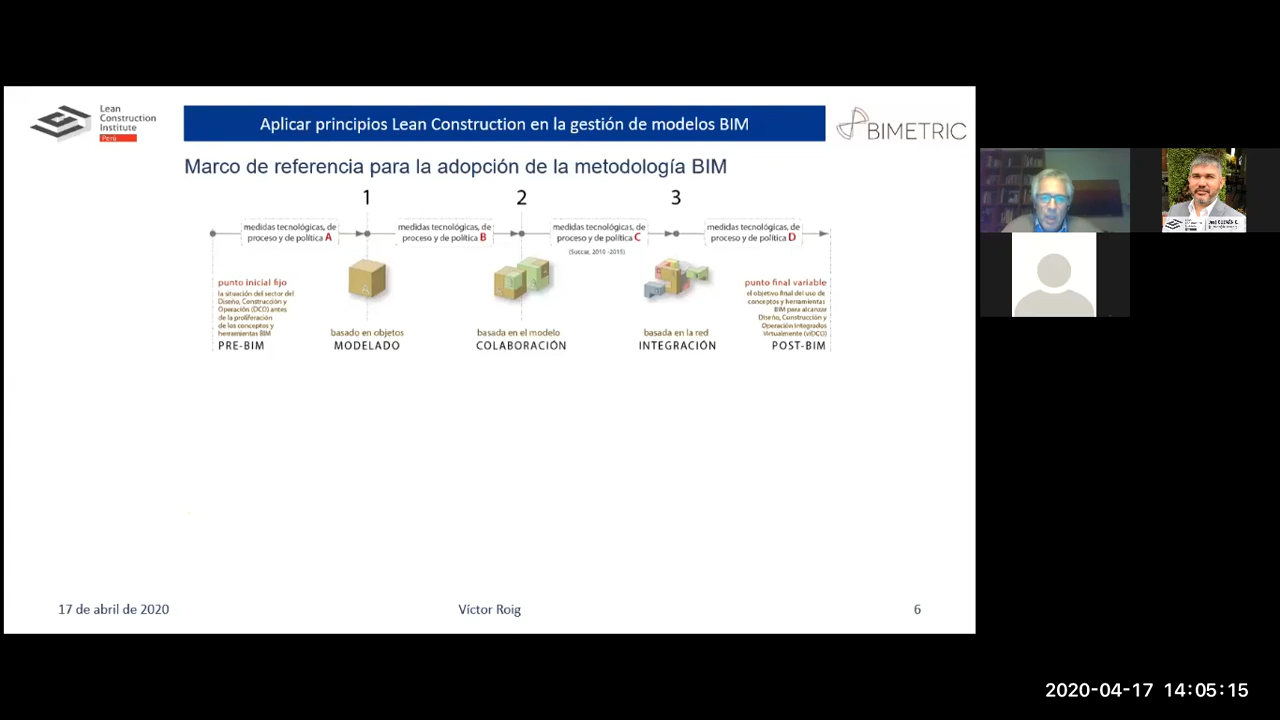 Lean
Construction
Institute
Perú
Aplicar principios Lean Construction en la gestión de modelos BIM
BIMETRIC
Marco de referencia para la adopción de la metodología BIM
1
2
3
medidas tecnológicas, de
proceso y de política A
medidas tecnológicas, de
proceso y de política B
medidas tecnológicas, de
proceso y de política C
(Succar, 2010 -2015)
medidas tecnológicas, de
proceso y de política D
punto inicial fijo
la situación del sector del
Diseño, Construcción y
Operación (DCO) antes
de la proliferación
de los conceptos y
herramientas BIM
PRE-BIM
basado en objetos
MODELADO
basada en el modelo
COLABORACIÓN
basada en la red
INTEGRACIÓN
punto final variable
el objetivo final del uso de
conceptos y herramientas
BIM para alcanzar
Diseño, Construcción y
Operación Integrados
Virtualmente (viDCO)
POST-BIM
17 de abril de 2020
Víctor Roig
6
2020-04-17 14:05:15